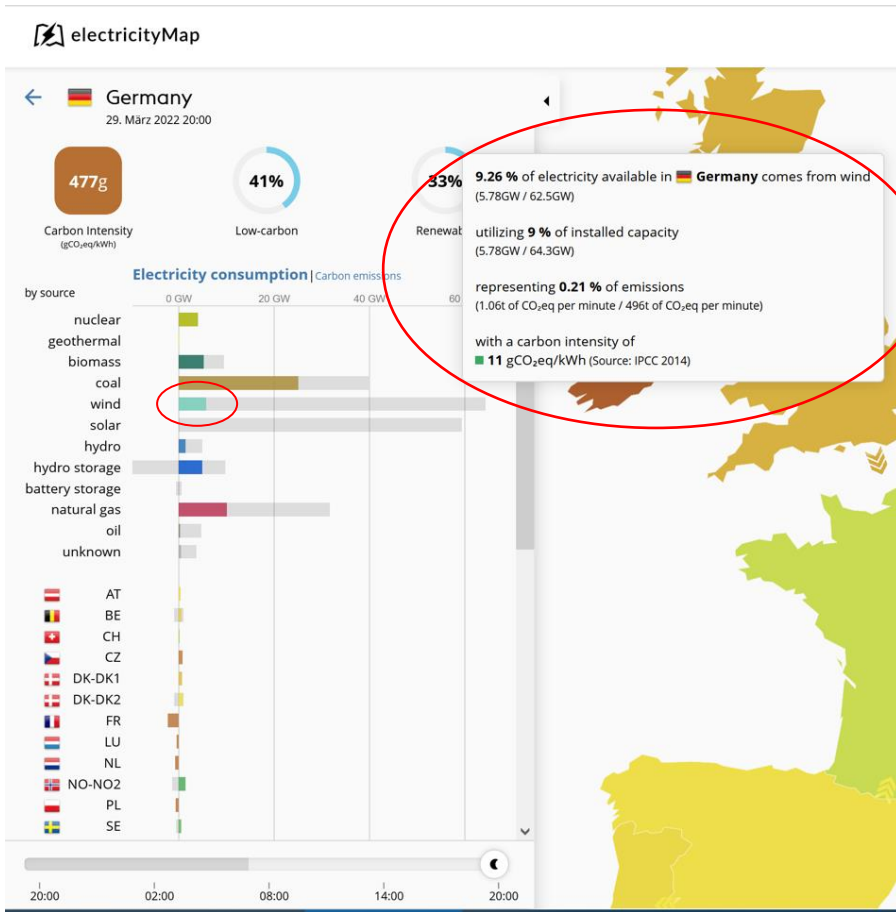 electricityMap
Germany
29. März 2022 20:00
477g
41%
33%
Carbon Intensity
(gCO₂eq/kWh)
Low-carbon
9.26 % of electricity available in Germany comes from wind
(5.78GW / 62.5GW)
utilizing 9 % of installed capacity
(5.78GW / 64.3GW)
representing 0.21 % of emissions
(1.06t of CO₂eq per minute / 496t of CO₂eq per minute)
with a carbon intensity of
11 gCO₂eq/kWh (Source: IPCC 2014)
Electricity consumption|Carbon emissions
by source
0 GW 20 GW 40 GW 60
nuclear
geothermal
biomass
coal
wind
solar
hydro
hydro storage
battery storage
natural gas
oil
unknown
AT
BE
CH
CZ
DK-DK1
DK-DK2
FR
LU
NL
NO-NO2
PL
SE
20:00 02:00 08:00 14:00 20:00